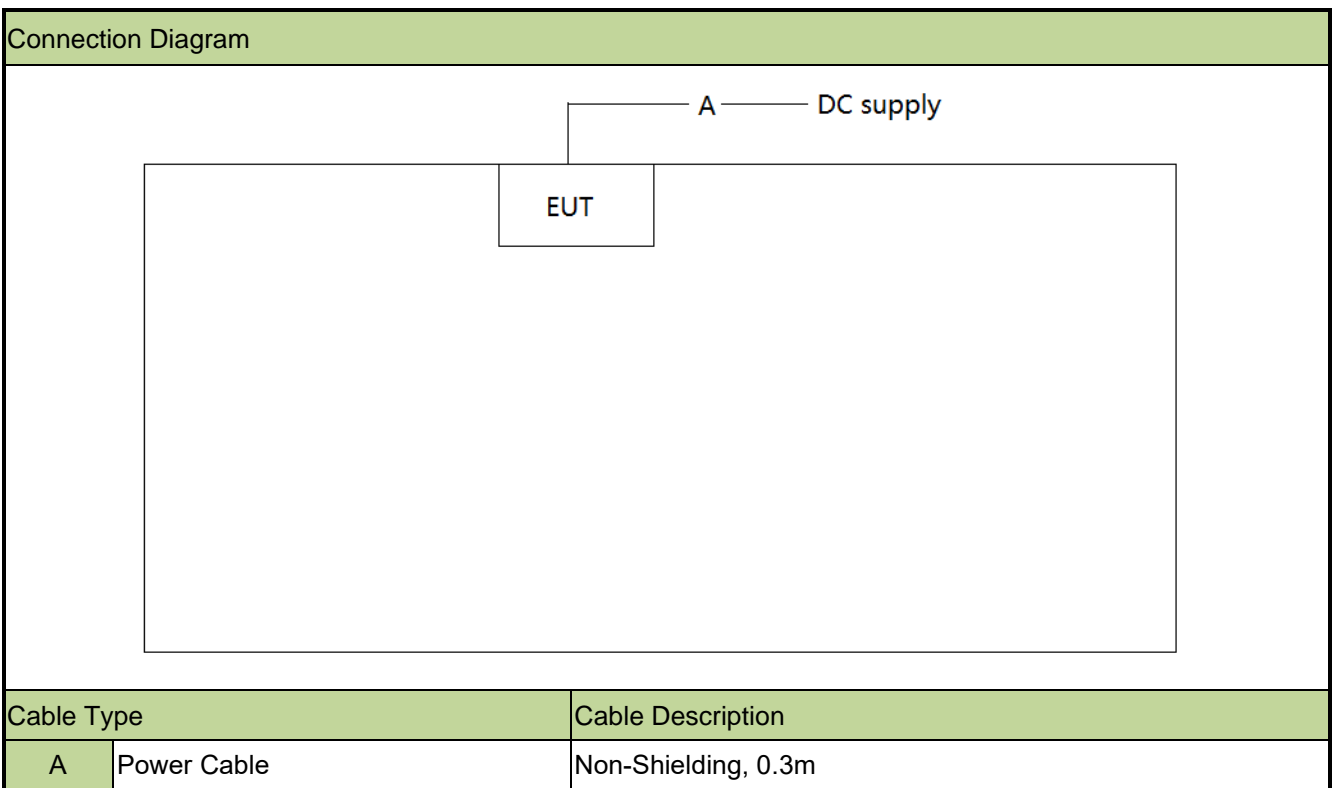 Connection Diagram
A DC supply
EUT
Cable Type Cable Description
A Power Cable Non-Shielding, 0.3m